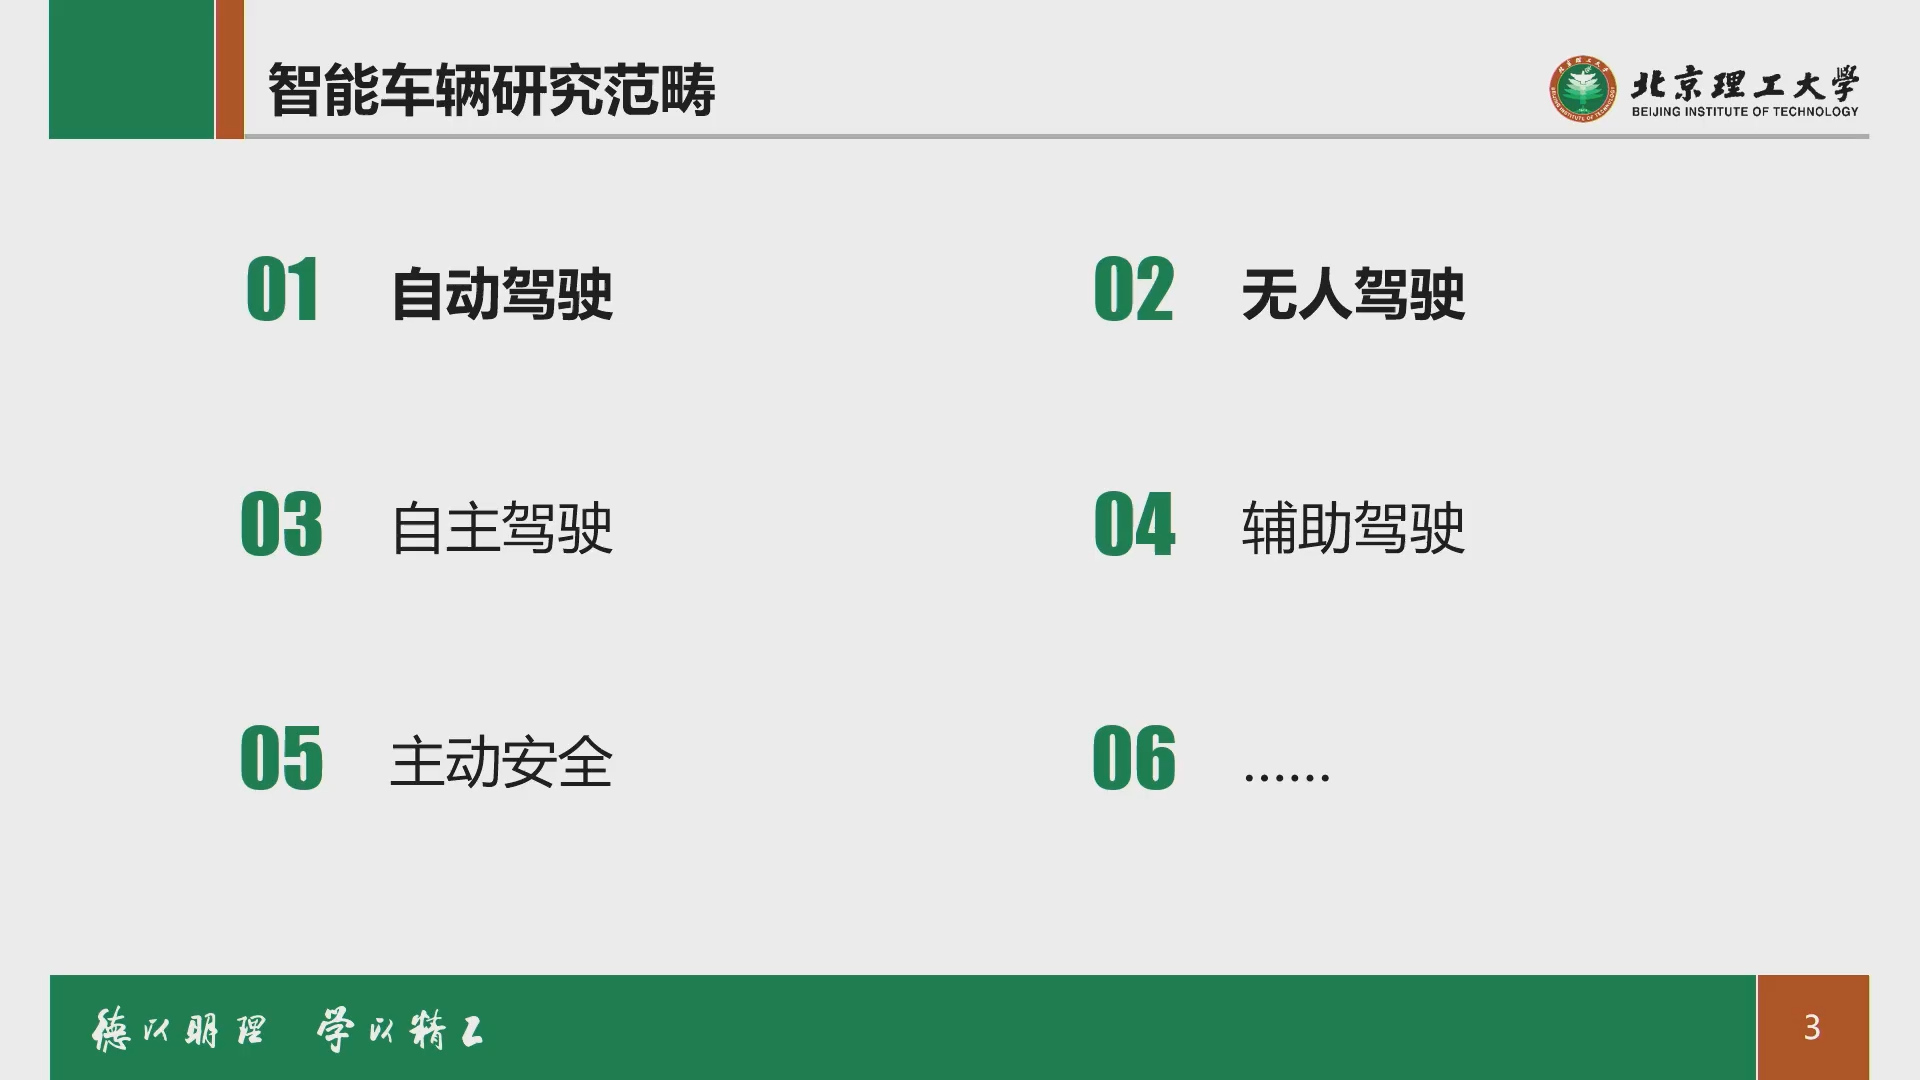 智能车辆研究范畴
北京理工大学
BEIJING INSTITUTE OF TECHNOLOGY
01 自动驾驶
02 无人驾驶
03 自主驾驶
04 辅助驾驶
05 主动安全
06 ……
德以明理 学以精工
3